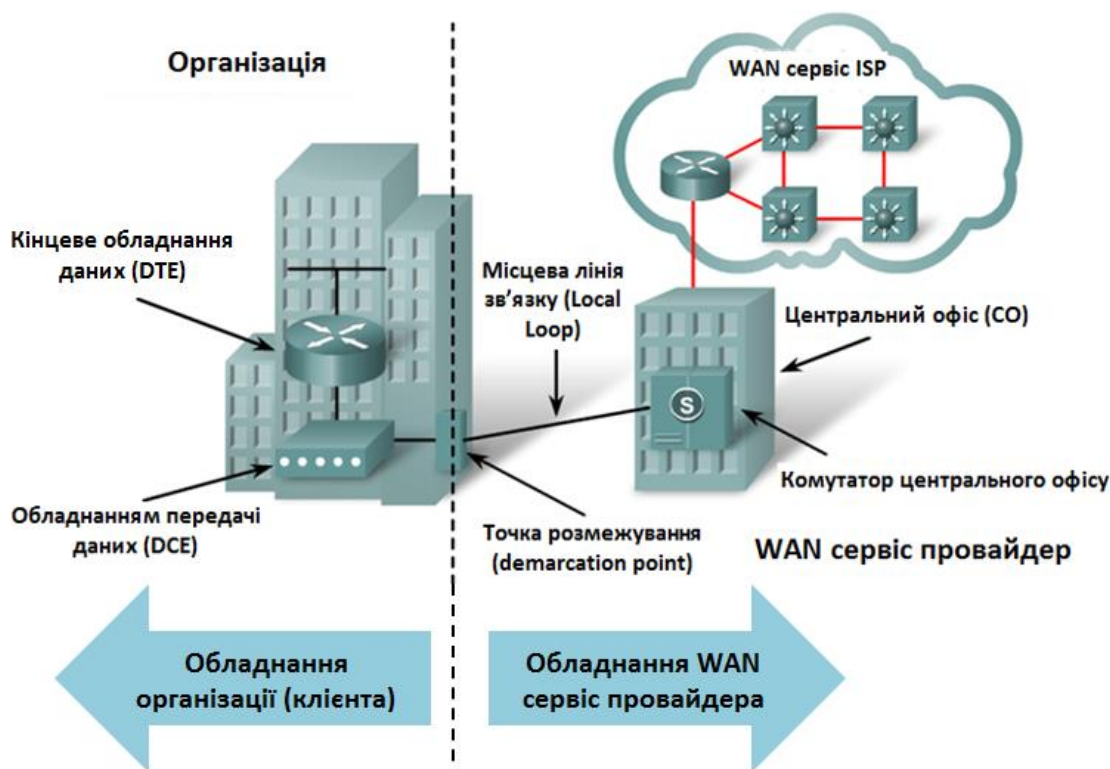 Організація
WAN сервіс ISP
Кінцеве обладнання
даних (DTE)
Місцева лінія
зв’язку (Local
Loop)
Центральний офіс (CO)
S
Комутатор центрального офісу
Обладнанням передачі
даних (DCE)
Точка розмежування
(demarcation point)
WAN сервіс провайдер
Обладнання
організації (клієнта)
Обладнання WAN
сервіс провайдера